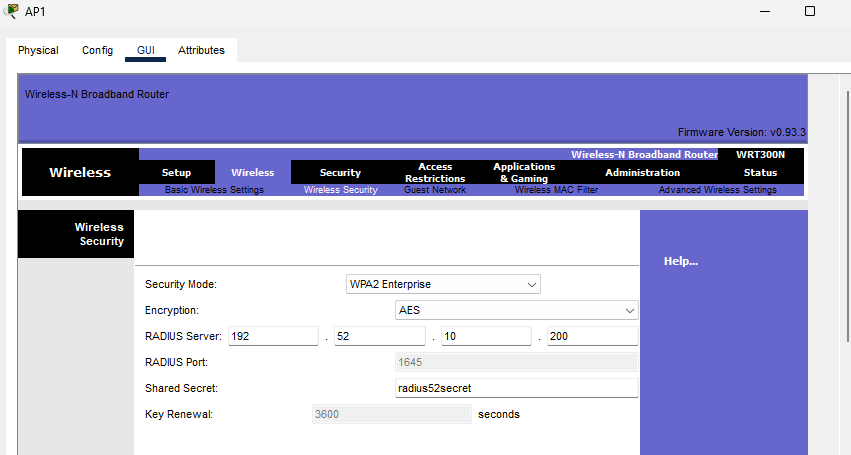 AP1
Physical Config GUI Attributes
Wireless-N Broadband Router
Firmware Version: v0.93.3
Wireless-N Broadband Router WRT300N
Wireless Setup Wireless Security Access Restrictions Applications & Gaming Administration Status
Basic Wireless Settings Wireless Security Guest Network Wireless MAC Filter Advanced Wireless Settings
Wireless
Security
Help...
Security Mode: WPA2 Enterprise
Encryption: AES
RADIUS Server: 192 . 52 . 10 . 200
RADIUS Port: 1645
Shared Secret: radius52secret
Key Renewal: 3600 seconds